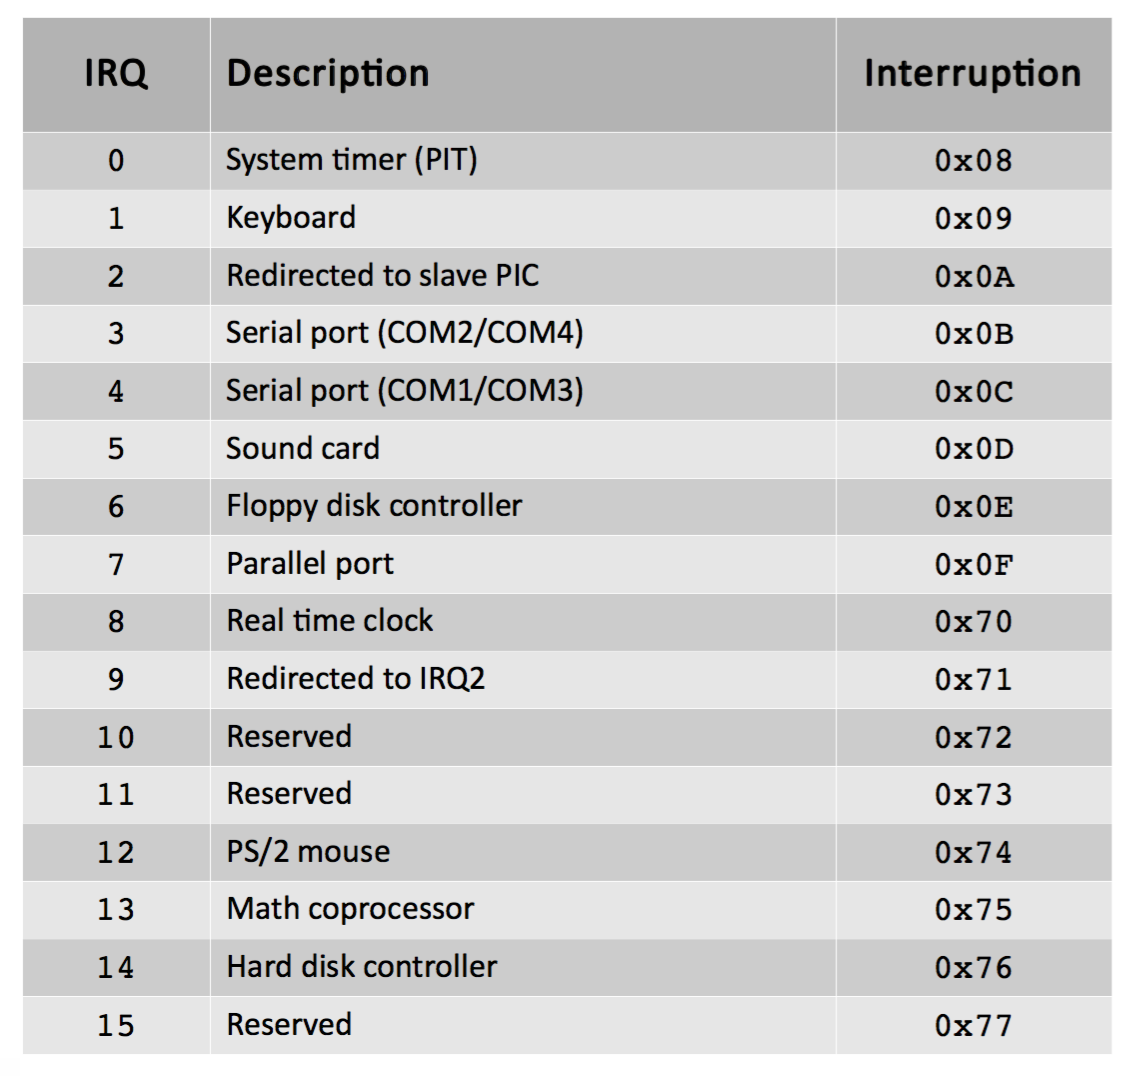 IRQ Description Interruption
0 System timer (PIT) 0x08
1 Keyboard 0x09
2 Redirected to slave PIC 0x0A
3 Serial port (COM2/COM4) 0x0B
4 Serial port (COM1/COM3) 0x0C
5 Sound card 0x0D
6 Floppy disk controller 0x0E
7 Parallel port 0x0F
8 Real time clock 0x70
9 Redirected to IRQ2 0x71
10 Reserved 0x72
11 Reserved 0x73
12 PS/2 mouse 0x74
13 Math coprocessor 0x75
14 Hard disk controller 0x76
15 Reserved 0x77